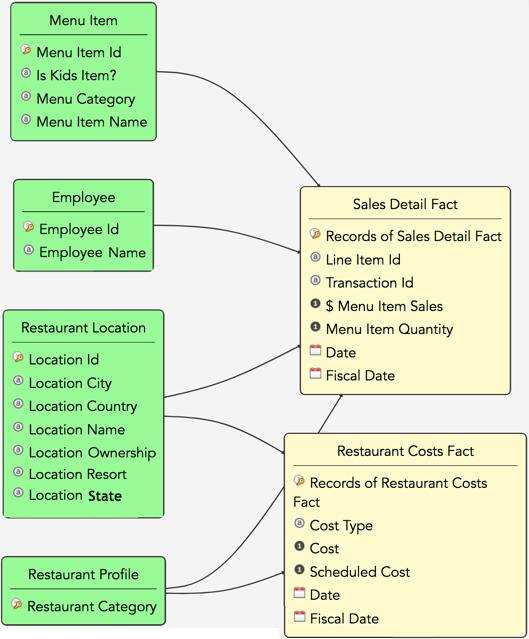 Menu Item
Menu Item Id
Is Kids Item?
Menu Category
Menu Item Name
Employee
Employee Id
Employee Name
Restaurant Location
Location Id
Location City
Location Country
Location Name
Location Ownership
Location Resort
Location State
Restaurant Profile
Restaurant Category
Sales Detail Fact
Records of Sales Detail Fact
Line Item Id
Transaction Id
$ Menu Item Sales
Menu Item Quantity
Date
Fiscal Date
Restaurant Costs Fact
Records of Restaurant Costs
Fact
Cost Type
Cost
Scheduled Cost
Date
Fiscal Date